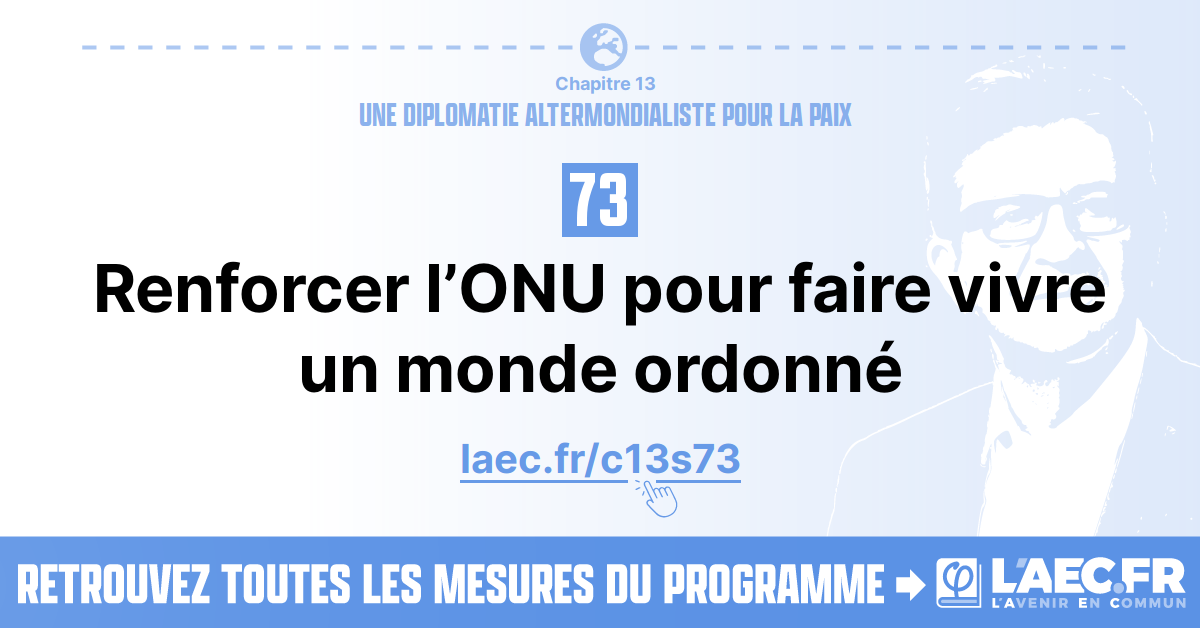 Chapitre 13
UNE DIPLOMATIE ALTERMONDIALISTE POUR LA PAIX
73
Renforcer l’ONU pour faire vivre
un monde ordonné
laec.fr/c13s73
RETROUVEZ TOUTES LES MESURES DU PROGRAMME
φ L'AEC.FR
L'AVENIR EN COMMUN